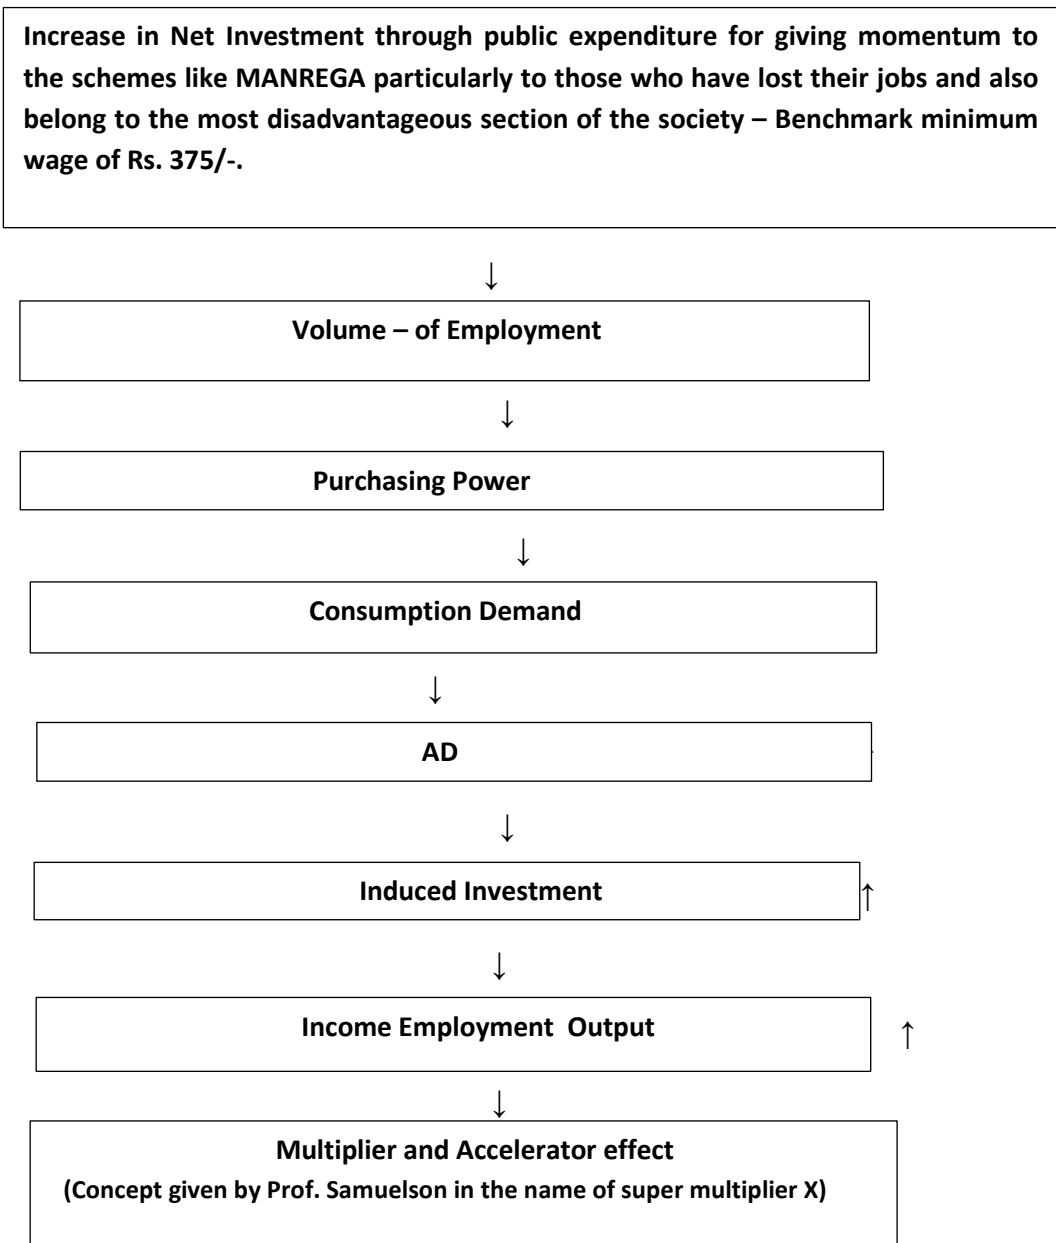 Increase in Net Investment through public expenditure for giving momentum to
the schemes like MANREGA particularly to those who have lost their jobs and also
belong to the most disadvantageous section of the society – Benchmark minimum
wage of Rs. 375/-.
↓
Volume – of Employment
↓
Purchasing Power
↓
Consumption Demand
↓
AD
↓
Induced Investment ↑
↓
Income Employment Output ↑
↓
Multiplier and Accelerator effect
(Concept given by Prof. Samuelson in the name of super multiplier X)